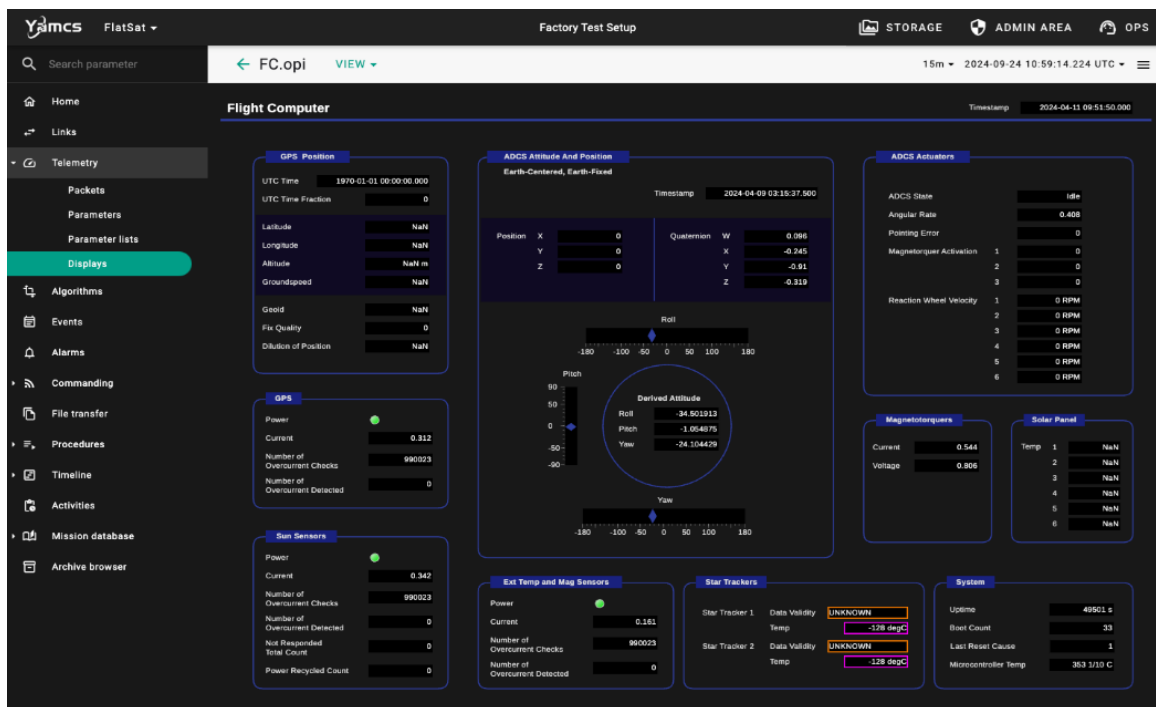 Yamcs FlatSat Factory Test Setup STORAGE ADMIN AREA OPS
Search parameter
FC.opi VIEW 15m 2024-09-24 10:59:14.224 UTC
Home
Links
Telemetry
Packets
Parameters
Parameter lists
Displays
Algorithms
Events
Alarms
Commanding
File transfer
Procedures
Timeline
Activities
Mission database
Archive browser
Flight Computer
Timestamp 2024-04-11 09:51:50.000
GPS Position
UTC Time 1970-01-01 00:00:00.000
UTC Time Fraction 0
Latitude NaN
Longitude NaN
Altitude NaN m
Groundspeed NaN
Geoid NaN
Fix Quality 0
Dilution of Position NaN
GPS
Power
Current 0.312
Number of
Overcurrent Checks 990023
Number of
Overcurrent Detected 0
Sun Sensors
Power
Current 0.342
Number of
Overcurrent Checks 990023
Number of
Overcurrent Detected 0
Not Responded
Total Count 0
Power Recycled Count 0
ADCS Attitude And Position
Earth-Centered, Earth-Fixed
Timestamp 2024-04-09 03:15:37.500
Position X 0 Quaternion W 0.096
Y 0 X -0.245
Z 0 Y -0.91
Z -0.319
Roll
-180 -100 -50 0 50 100 180
Pitch
90
50
0
-50
-90
Derived Attitude
Roll -34.501913
Pitch -1.054875
Yaw -24.104429
Yaw
-180 -100 -50 0 50 100 180
Ext Temp and Mag Sensors
Power
Current 0.161
Number of
Overcurrent Checks 990023
Number of
Overcurrent Detected 0
Star Trackers
Star Tracker 1 Data Validity UNKNOWN
Temp -128 degC
Star Tracker 2 Data Validity UNKNOWN
Temp -128 degC
ADCS Actuators
ADCS State Idle
Angular Rate 0.408
Pointing Error 0
Magnetorquer Activation 1 0
2 0
3 0
Reaction Wheel Velocity 1 0 RPM
2 0 RPM
3 0 RPM
4 0 RPM
5 0 RPM
6 0 RPM
Magnetotorquers
Current 0.544
Voltage 0.806
Solar Panel
Temp 1 NaN
2 NaN
3 NaN
4 NaN
5 NaN
6 NaN
System
Uptime 49501 s
Boot Count 33
Last Reset Cause 1
Microcontroller Temp 353 1/10 C